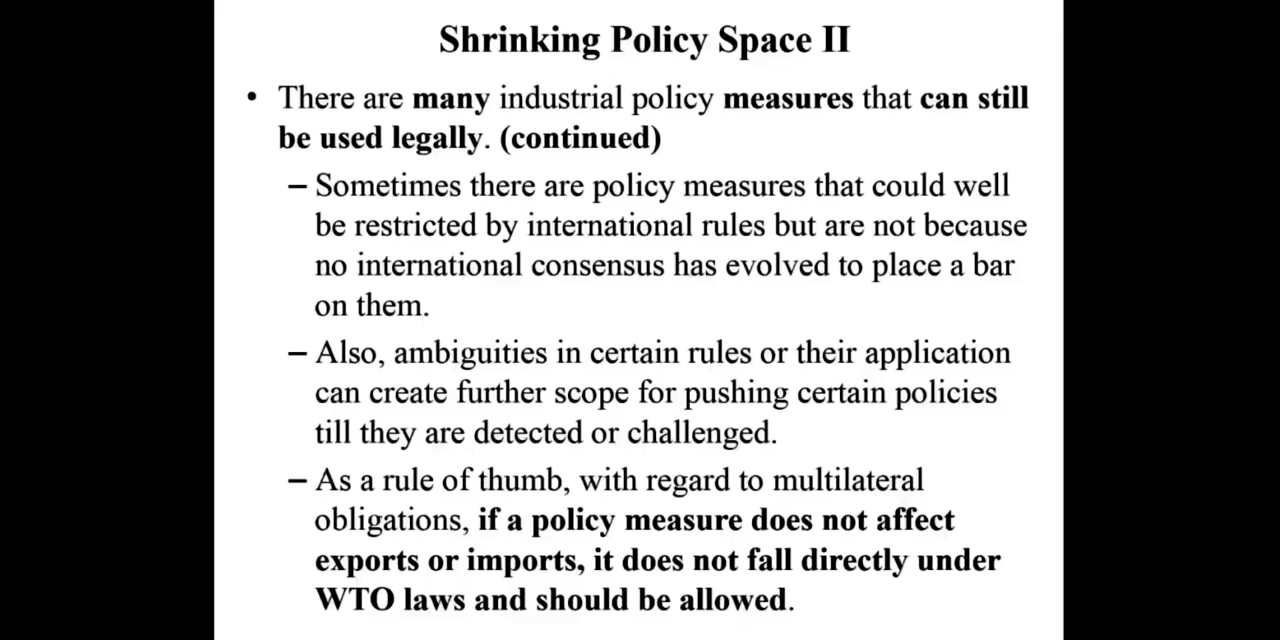 Shrinking Policy Space II
• There are many industrial policy measures that can still
be used legally. (continued)
– Sometimes there are policy measures that could well
be restricted by international rules but are not because
no international consensus has evolved to place a bar
on them.
– Also, ambiguities in certain rules or their application
can create further scope for pushing certain policies
till they are detected or challenged.
– As a rule of thumb, with regard to multilateral
obligations, if a policy measure does not affect
exports or imports, it does not fall directly under
WTO laws and should be allowed.